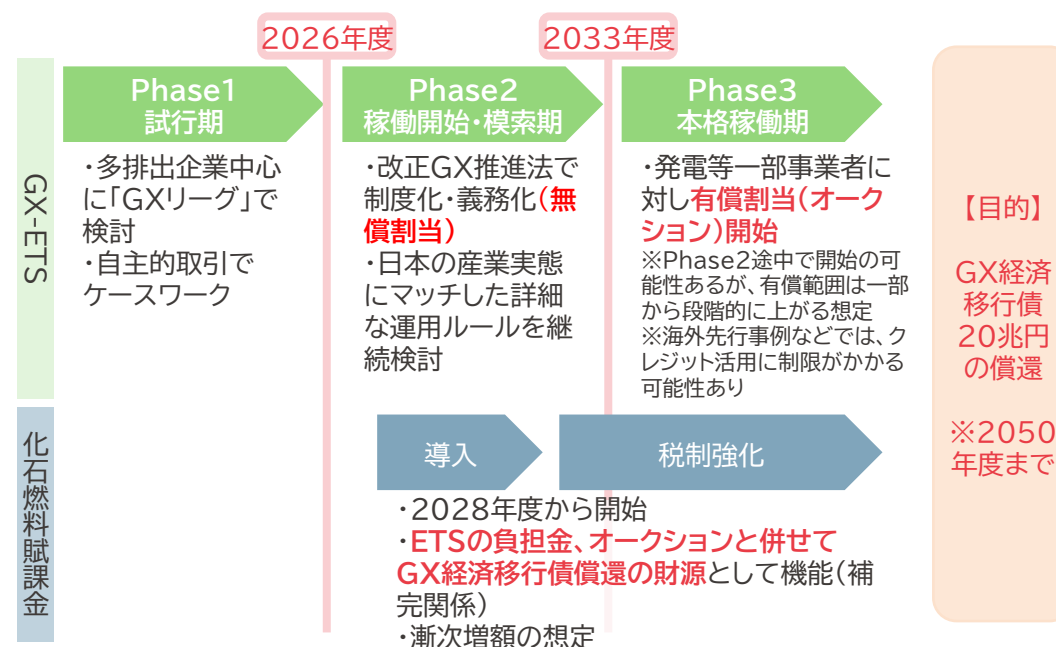 2026年度
2033年度
GX-ETS
Phase1
試行期
・多排出企業中心
に「GXリーグ」で
検討
・自主的取引で
ケースワーク
Phase2
稼働開始・模索期
・改正GX推進法で
制度化・義務化(無
償割当)
・日本の産業実態
にマッチした詳細
な運用ルールを継
続検討
Phase3
本格稼働期
・発電等一部事業者に
対し有償割当(オーク
ション)開始
※Phase2途中で開始の可
能性あるが、有償範囲は一部
から段階的に上がる想定
※海外先行事例などでは、ク
レジット活用に制限がかかる
可能性あり
化石燃料賦課金
導入
税制強化
・2028年度から開始
・ETSの負担金、オークションと併せて
GX経済移行債償還の財源として機能(補
完関係)
・漸次増額の想定
【目的】
GX経済
移行債
20兆円
の償還
※2050
年度まで